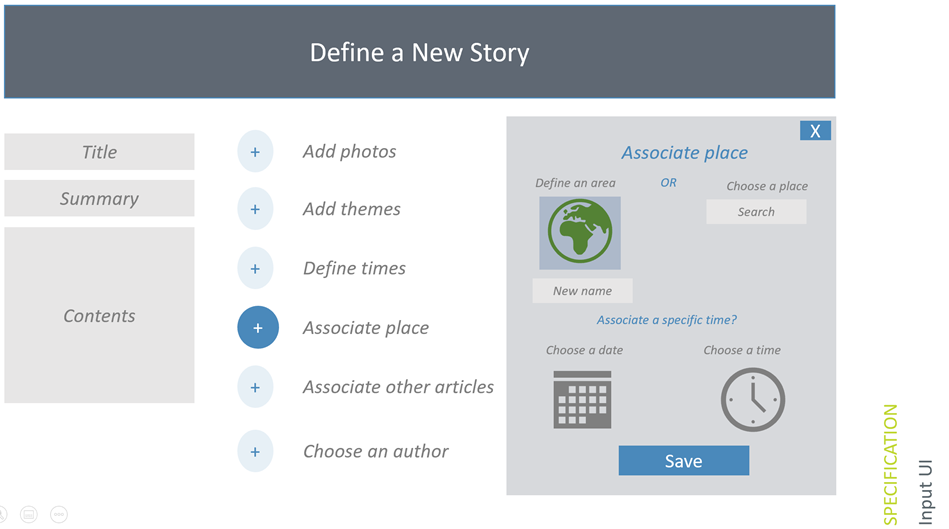 Define a New Story
Title
Summary
Contents
+ Add photos
+ Add themes
+ Define times
+ Associate place
+ Associate other articles
+ Choose an author
X
Associate place
Define an area
OR
Choose a place
Search
New name
Associate a specific time?
Choose a date
Choose a time
Save
SPECIFICATION
Input UI